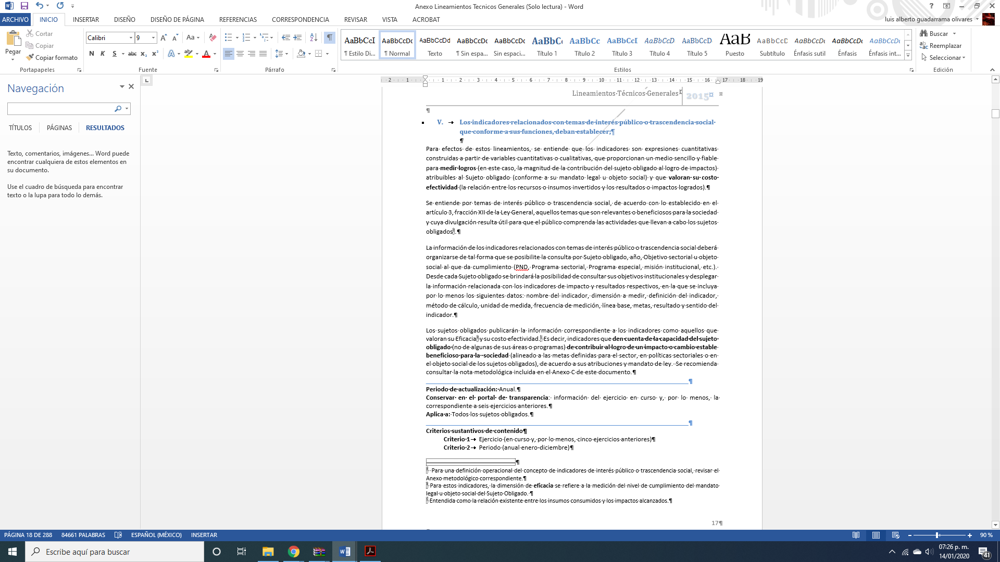 Anexo Lineamientos Tecnicos Generales (Solo lectura) - Word
ARCHIVO INICIO INSERTAR DISEÑO DISEÑO DE PÁGINA REFERENCIAS CORRESPONDENCIA REVISAR VISTA ACROBAT
luis alberto guadarrama olivares
Pegar
Cortar
Copiar
Copiar formato
Portapapeles
Calibri 9
N K S abc x₂ x²
Fuente
Párrafo
AaBbCcI AaBbCcDc AaBbCcDd AaBbCcDc AaBbCcDc AaBbC AaBbCc AaBbCcI AaBbCcD AaBbCcD AaB AaBbCcD AaBbCcDc AaBbCcDc AaBbCcDc
¶ Estilo Di... ¶ Normal Texto ¶ Sin espa... Sin espaci... Título 1 Título 2 Título 3 Título 4 Título 5 Puesto Subtítulo Énfasis sutil Énfasis Énfasis int...
Estilos
Buscar
Reemplazar
Seleccionar
Edición
Navegación
TÍTULOS PÁGINAS RESULTADOS
Texto, comentarios, imágenes... Word puede
encontrar cualquiera de estos elementos en
su documento.
Use el cuadro de búsqueda para encontrar
texto o la lupa para todo lo demás.
2 1 1 2 3 4 5 6 7 8 9 10 11 12 13 14 15 16 17 18 19
Lineamientos Técnicos Generales 2015
V. Los indicadores relacionados con temas de interés público o trascendencia social
que conforme a sus funciones, deban establecer;
Para efectos de estos lineamientos, se entiende que los indicadores son expresiones cuantitativas
construidas a partir de variables cuantitativas o cualitativas, que proporcionan un medio sencillo y fiable
para medir logros (en este caso, la magnitud de la contribución del sujeto obligado al logro de impactos)
atribuibles al Sujeto obligado (conforme a su mandato legal u objeto social) y que valoran su costo
efectividad (la relación entre los recursos o insumos invertidos y los resultados o impactos logrados).
Se entiende por temas de interés público o trascendencia social, de acuerdo con lo establecido en el
artículo 3, fracción XII de la Ley General, aquellos temas que son relevantes o beneficiosos para la sociedad
y cuya divulgación resulta útil para que el público comprenda las actividades que llevan a cabo los sujetos
obligados.
La información de los indicadores relacionados con temas de interés público o trascendencia social deberá
organizarse de tal forma que se posibilite la consulta por Sujeto obligado, año, Objetivo sectorial u objeto
social al que da cumplimiento (PND, Programa sectorial, Programa especial, misión institucional, etc.).
Desde cada Sujeto obligado se brindará la posibilidad de consultar sus objetivos institucionales y desplegar
la información relacionada con los indicadores de impacto y resultados respectivos, en la que se incluya
por lo menos los siguientes datos: nombre del indicador, dimensión a medir, definición del indicador,
método de cálculo, unidad de medida, frecuencia de medición, línea base, metas, resultado y sentido del
indicador.
Los sujetos obligados publicarán la información correspondiente a los indicadores como aquellos que
valoran su Eficacia y su costo efectividad. Es decir, indicadores que den cuenta de la capacidad del sujeto
obligado (no de algunas de sus áreas o programas) de contribuir al logro de un impacto o cambio estable
beneficioso para la sociedad (alineado a las metas definidas para el sector, en políticas sectoriales o en
el objeto social de los sujetos obligados), de acuerdo a sus atribuciones y mandato de ley. Se recomienda
consultar la nota metodológica incluida en el Anexo C de este documento.
Periodo de actualización: Anual.
Conservar en el portal de transparencia: información del ejercicio en curso y, por lo menos, la
correspondiente a seis ejercicios anteriores.
Aplica a: Todos los sujetos obligados.
Criterios sustantivos de contenido
Criterio 1 Ejercicio (en curso y, por lo menos, cinco ejercicios anteriores)
Criterio 2 Periodo (anual enero-diciembre)
Para una definición operacional del concepto de indicadores de interés público o trascendencia social, revisar el
Anexo metodológico correspondiente.
Para estos indicadores, la dimensión de eficacia se refiere a la medición del nivel de cumplimiento del mandato
legal u objeto social del Sujeto Obligado.
Entendida como la relación existente entre los insumos consumidos y los impactos alcanzados.
17
PÁGINA 18 DE 288 84661 PALABRAS ESPAÑOL (MÉXICO) INSERTAR
90 %
Escribe aquí para buscar
07:26 p. m.
14/01/2020
41